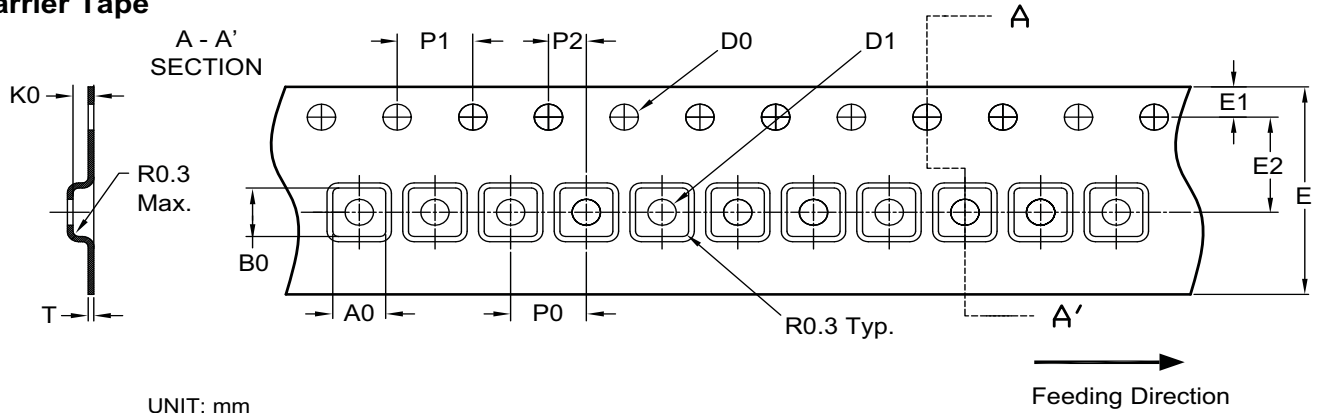 arrier Tape
A - A'
SECTION
P1
P2
D0
D1
A
K0
E1
R0.3
Max.
E2
E
B0
T
A0
P0
R0.3 Typ.
A'
Feeding Direction
UNIT: mm